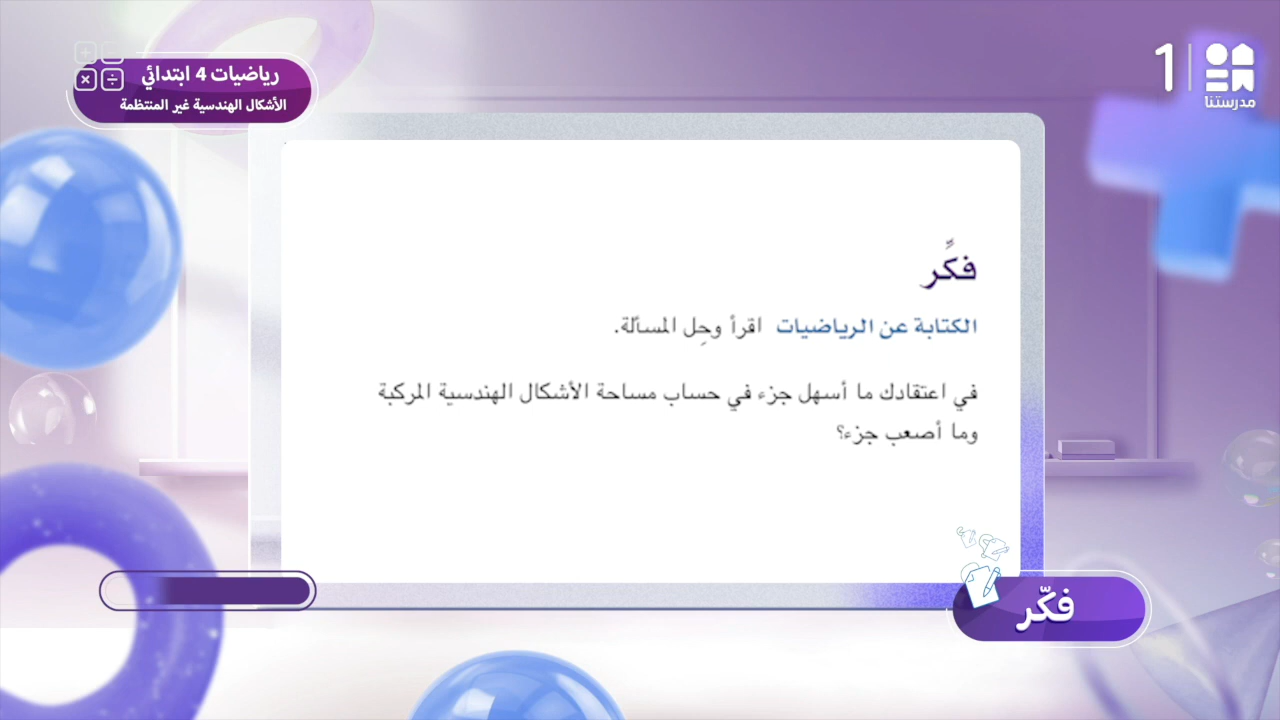 رياضيات 4 ابتدائي
الأشكال الهندسية غير المنتظمة
1
مدرستنا
فكِّر
الكتابة عن الرياضيات اقرأ وحِل المسألة.
في اعتقادك ما أسهل جزء في حساب مساحة الأشكال الهندسية المركبة
وما أصعب جزء؟
فكّر